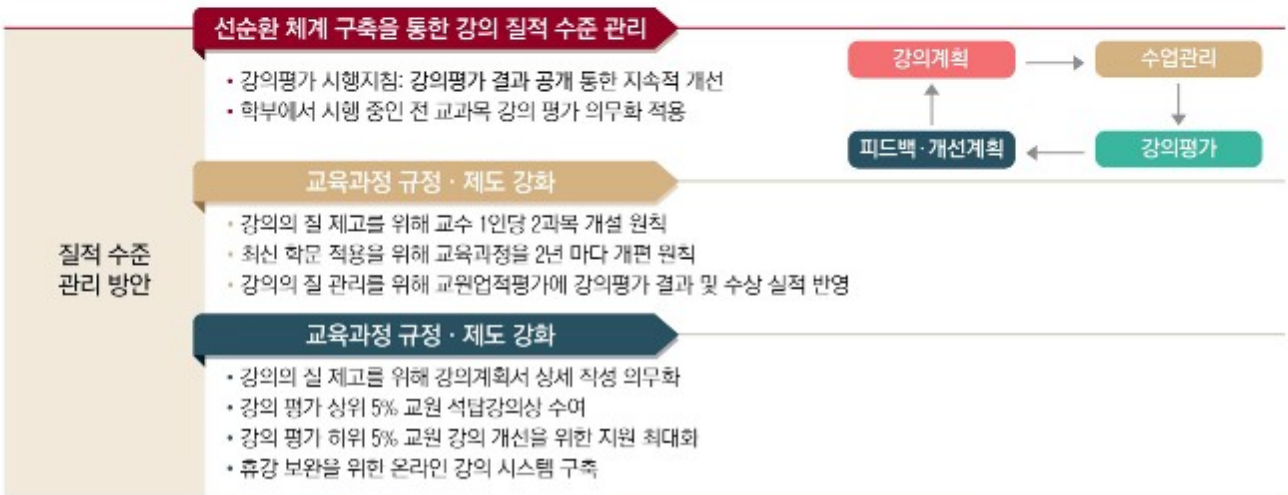 선순환 체계 구축을 통한 강의 질적 수준 관리
• 강의평가 시행지침: 강의평가 결과 공개 통한 지속적 개선
• 학부에서 시행 중인 전 교과목 강의 평가 의무화 적용
강의계획
수업관리
피드백·개선계획
강의평가
교육과정 규정·제도 강화
• 강의의 질 제고를 위해 교수 1인당 2과목 개설 원칙
• 최신 학문 적용을 위해 교육과정을 2년 마다 개편 원칙
• 강의의 질 관리를 위해 교원업적평가에 강의평가 결과 및 수상 실적 반영
질적 수준
관리 방안
교육과정 규정·제도 강화
• 강의의 질 제고를 위해 강의계획서 상세 작성 의무화
• 강의 평가 상위 5% 교원 석탑강의상 수여
• 강의 평가 하위 5% 교원 강의 개선을 위한 지원 최대화
• 휴강 보완을 위한 온라인 강의 시스템 구축